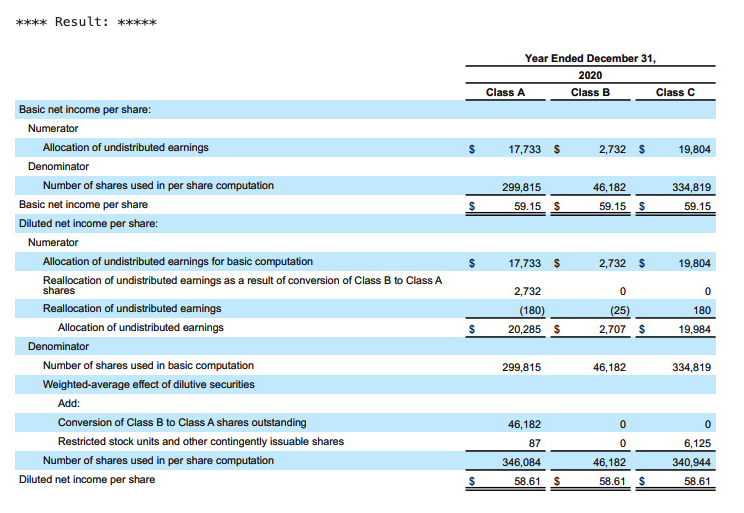 **** Result: *****
Year Ended December 31,
2020
Class A Class B Class C
Basic net income per share:
Numerator
Allocation of undistributed earnings $ 17,733 $ 2,732 $ 19,804
Denominator
Number of shares used in per share computation 299,815 46,182 334,819
Basic net income per share $ 59.15 $ 59.15 $ 59.15
Diluted net income per share:
Numerator
Allocation of undistributed earnings for basic computation $ 17,733 $ 2,732 $ 19,804
Reallocation of undistributed earnings as a result of conversion of Class B to Class A
shares 2,732 0 0
Reallocation of undistributed earnings (180) (25) 180
Allocation of undistributed earnings $ 20,285 $ 2,707 $ 19,984
Denominator
Number of shares used in basic computation 299,815 46,182 334,819
Weighted-average effect of dilutive securities
Add:
Conversion of Class B to Class A shares outstanding 46,182 0 0
Restricted stock units and other contingently issuable shares 87 0 6,125
Number of shares used in per share computation 346,084 46,182 340,944
Diluted net income per share $ 58.61 $ 58.61 $ 58.61